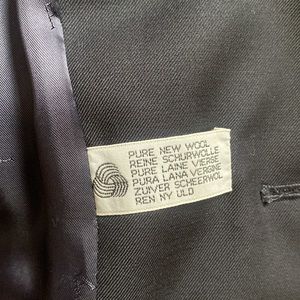 PURE NEW WOOL
REINE SCHURWOLLE
PURE LAINE VIERGE
PURA LANA VERGINE
ZUIVER SCHEERWOL
REN NY ULD